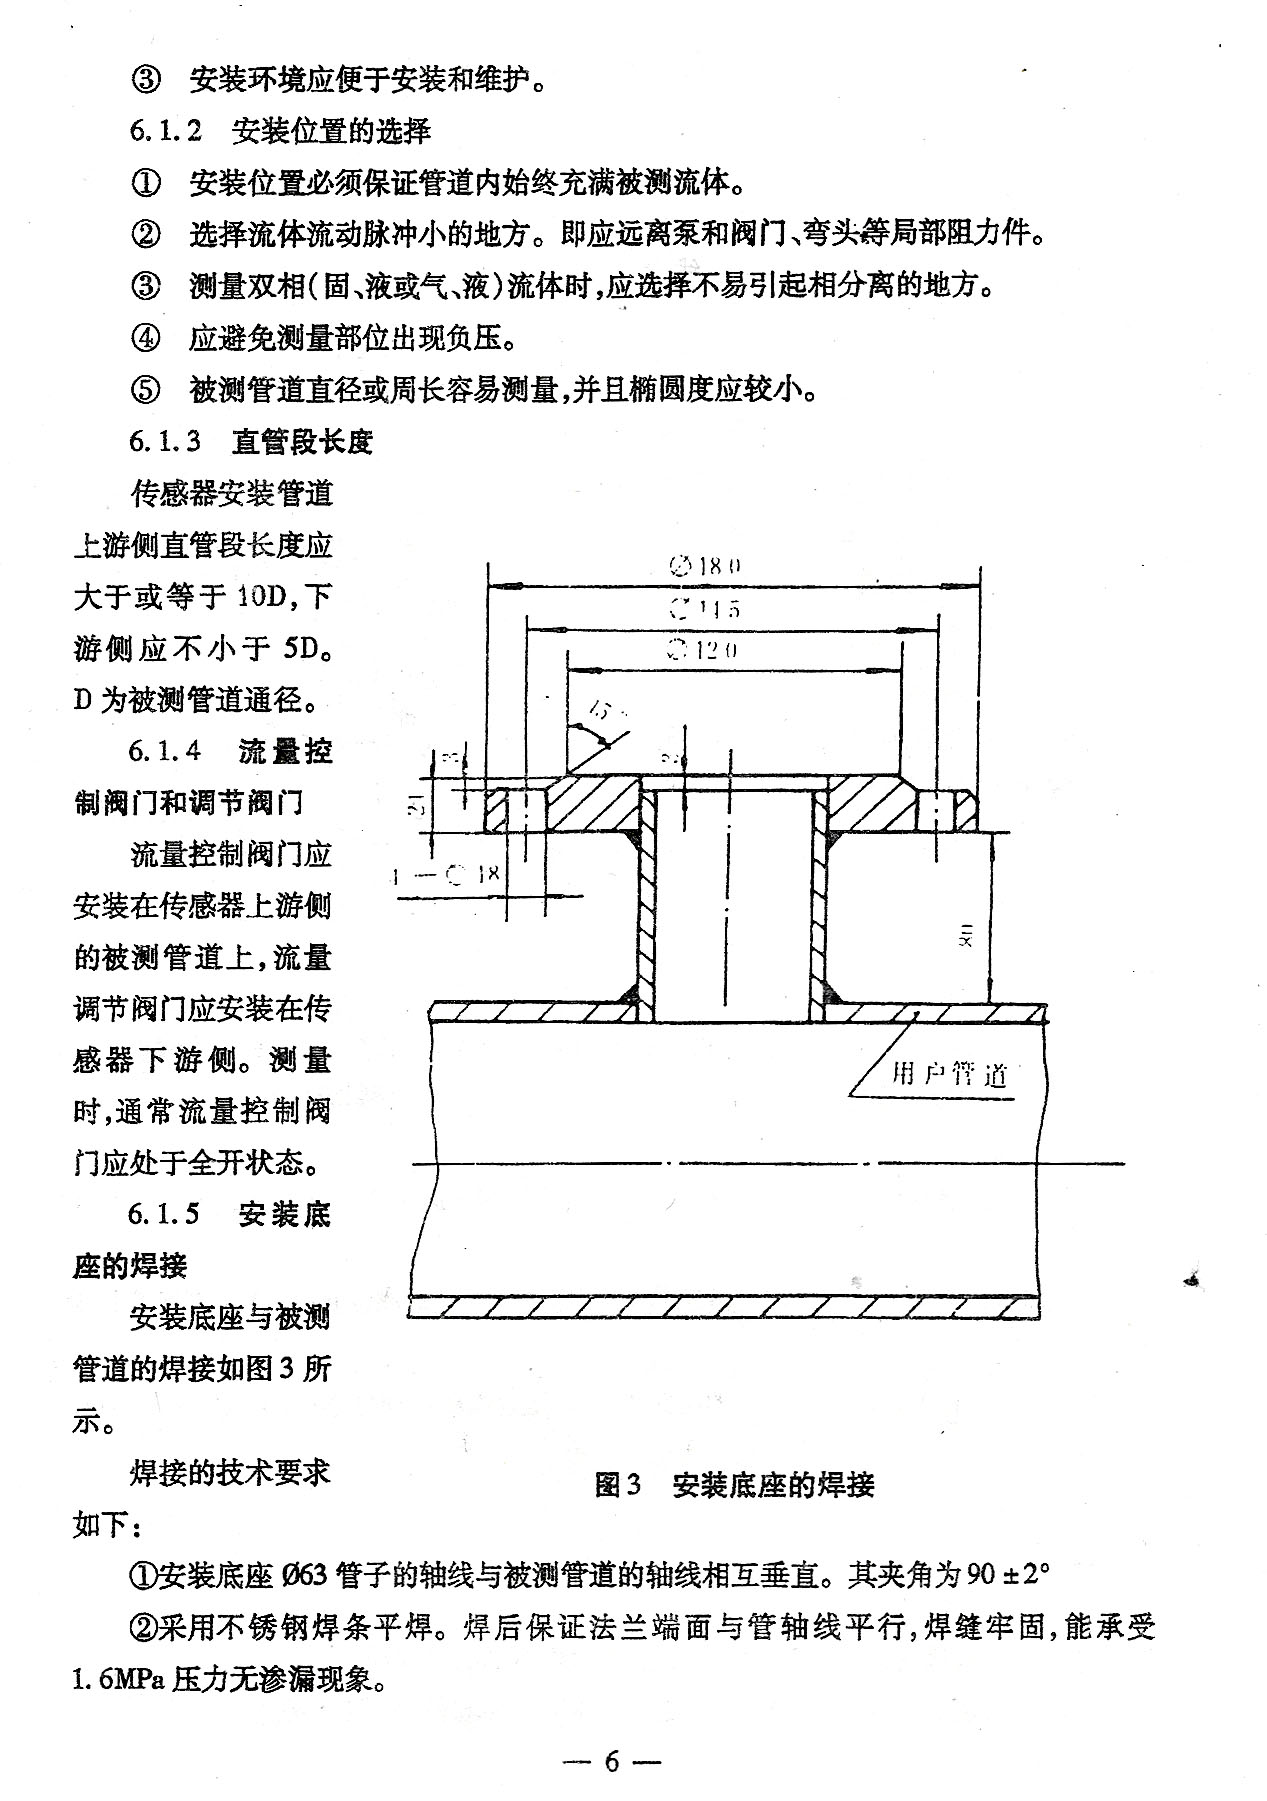 ③ 安装环境应便于安装和维护。
6.1.2 安装位置的选择
① 安装位置必须保证管道内始终充满被测流体。
② 选择流体流动脉冲小的地方。即应远离泵和阀门、弯头等局部阻力件。
③ 测量双相(固、液或气、液)流体时,应选择不易引起相分离的地方。
④ 应避免测量部位出现负压。
⑤ 被测管道直径或周长容易测量,并且椭圆度应较小。
6.1.3 直管段长度
传感器安装管道
上游侧直管段长度应
大于或等于 10D,下
游侧应不小于 5D。
D 为被测管道通径。
6.1.4 流量控
制阀门和调节阀门
流量控制阀门应
安装在传感器上游侧
的被测管道上,流量
调节阀门应安装在传
感器下游侧。测量
时,通常流量控制阀
门应处于全开状态。
6.1.5 安装底
座的焊接
安装底座与被测
管道的焊接如图 3 所
示。
焊接的技术要求
如下:
∅180
∅145
∅120
3
2
∅18
80
用户管道
图 3 安装底座的焊接
①安装底座 Ø63 管子的轴线与被测管道的轴线相互垂直。其夹角为 90 ±2°
②采用不锈钢焊条平焊。焊后保证法兰端面与管轴线平行,焊缝牢固,能承受
1.6MPa 压力无渗漏现象。
— 6 —